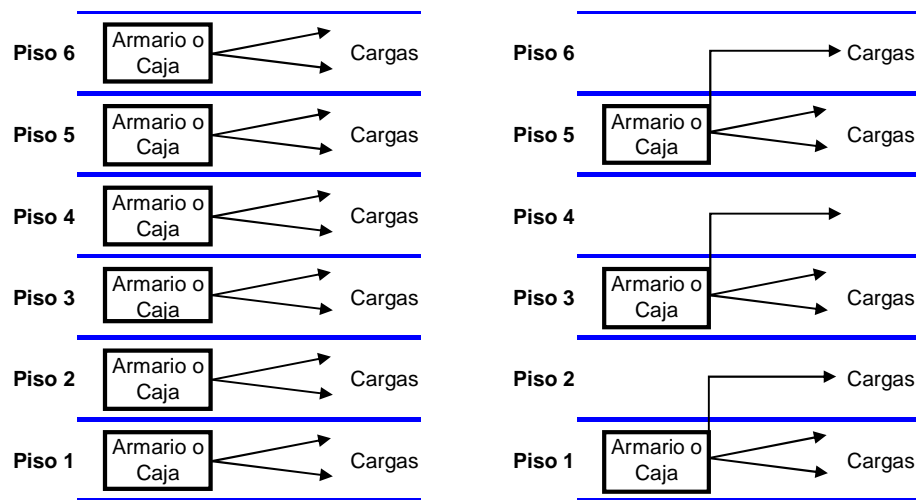 Piso 6 Armario o Caja Cargas
Piso 5 Armario o Caja Cargas
Piso 4 Armario o Caja Cargas
Piso 3 Armario o Caja Cargas
Piso 2 Armario o Caja Cargas
Piso 1 Armario o Caja Cargas
Piso 6 Cargas
Piso 5 Armario o Caja Cargas
Piso 4
Piso 3 Armario o Caja Cargas
Piso 2 Cargas
Piso 1 Armario o Caja Cargas